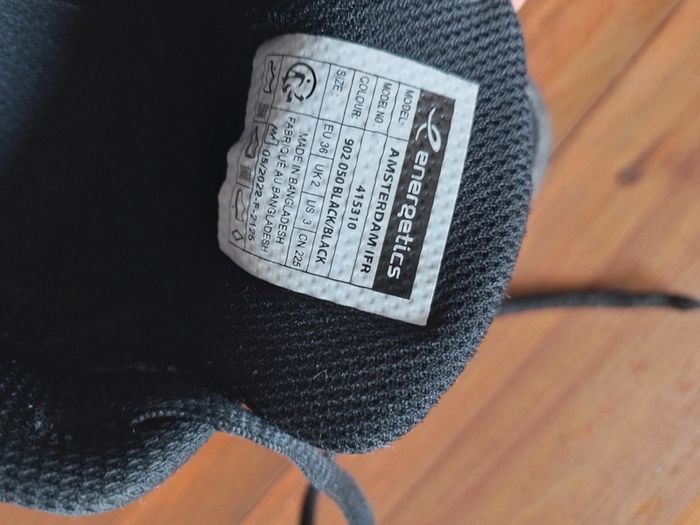 energetics
MODEL: AMSTERDAM IFR
MODEL NO.: 415310
COLOUR: 902 050 BLACK/BLACK
SIZE: EU 36 UK 2 US 3 CN 225
MADE IN BANGLADESH
FABRIQUÉ AU BANGLADESH
05/2022-F-2125